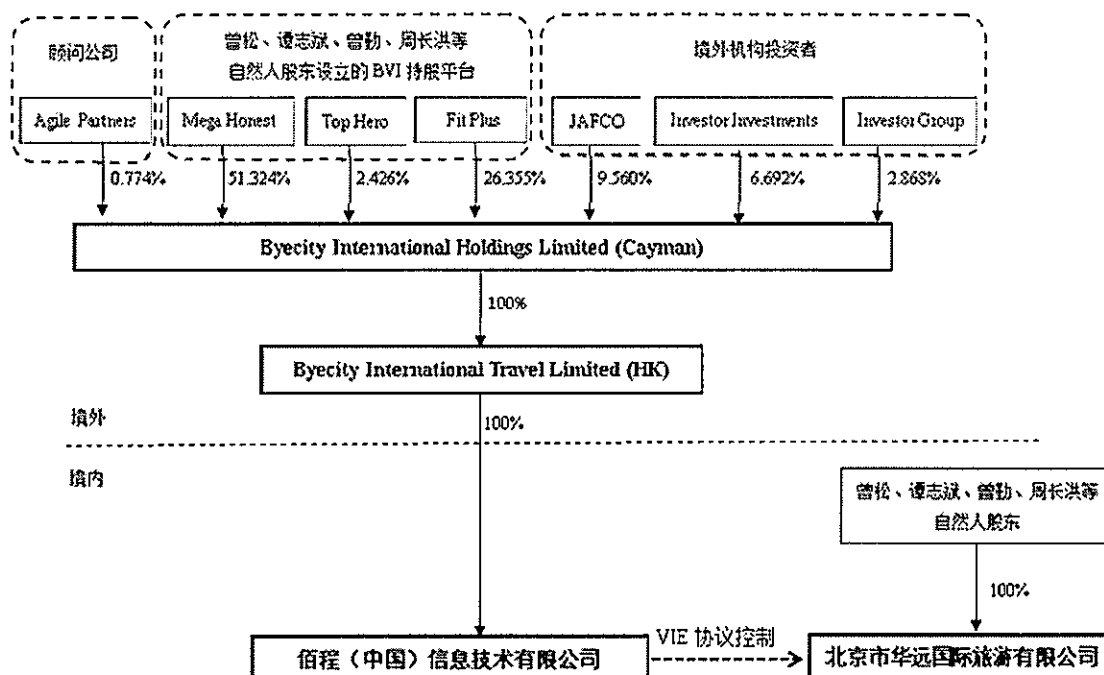 顾问公司
曾松、谭志斌、曾勤、周长洪等
自然人股东设立的 BVI 持股平台
境外机构投资者
Agile Partners
Mega Honest
Top Hero
Fit Plus
JAFCO
Investor Investments
Investor Group
0.774%
51.324%
2.426%
26.355%
9.560%
6.692%
2.868%
Byecity International Holdings Limited (Cayman)
100%
Byecity International Travel Limited (HK)
境外
100%
境内
曾松、谭志斌、曾勤、周长洪等
自然人股东
100%
VIE 协议控制
佰程（中国）信息技术有限公司
北京市华远国际旅游有限公司